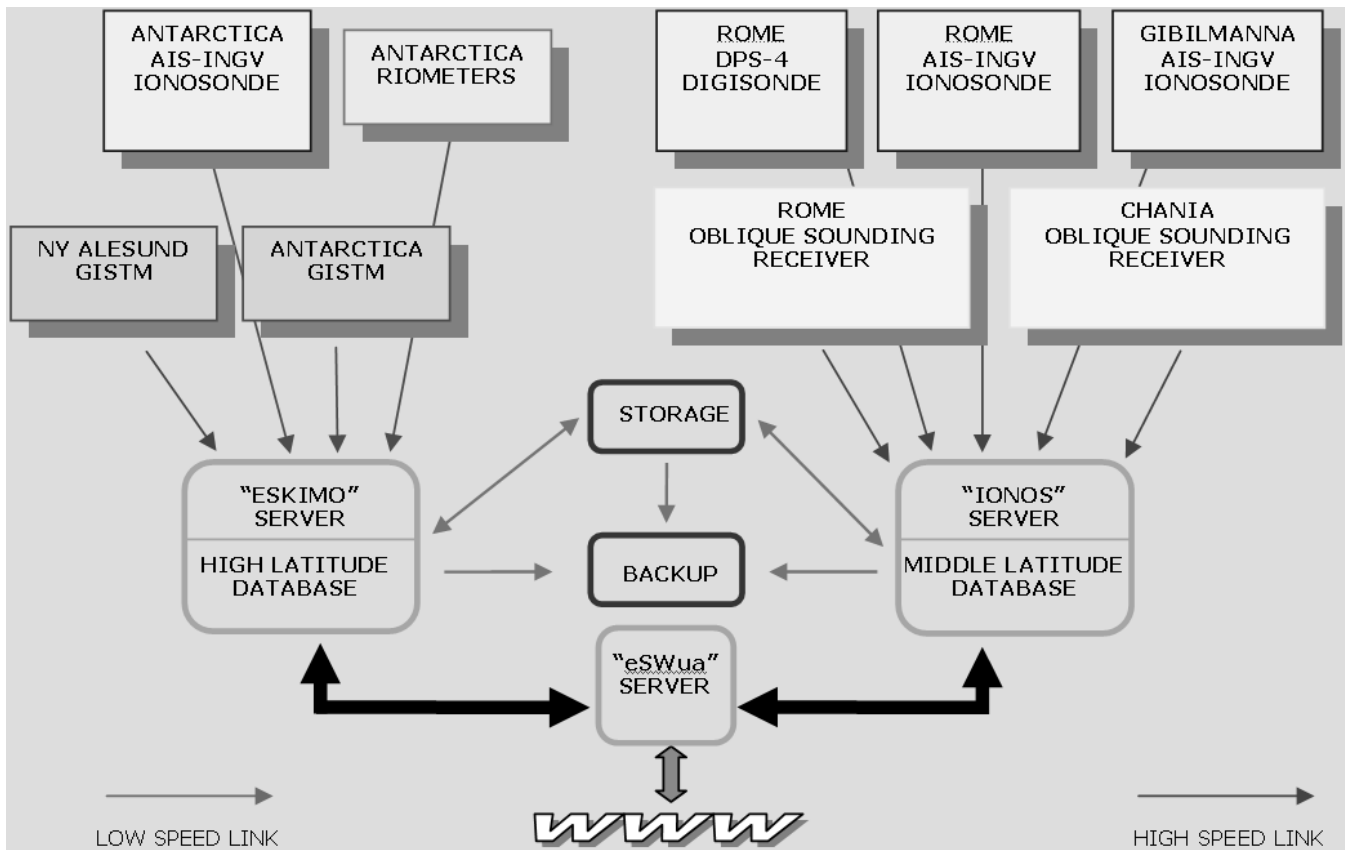 ANTARCTICA
AIS-INGV
IONOSONDE
ANTARCTICA
RIOMETERS
ROME
DPS-4
DIGISONDE
ROME
AIS-INGV
IONOSONDE
GIBILMANNA
AIS-INGV
IONOSONDE
NY ALESUND
GISTM
ANTARCTICA
GISTM
ROME
OBLIQUE SOUNDING
RECEIVER
CHANIA
OBLIQUE SOUNDING
RECEIVER
STORAGE
"ESKIMO"
SERVER
HIGH LATITUDE
DATABASE
BACKUP
"IONOS"
SERVER
MIDDLE LATITUDE
DATABASE
"eSWua"
SERVER
WWW
LOW SPEED LINK
HIGH SPEED LINK